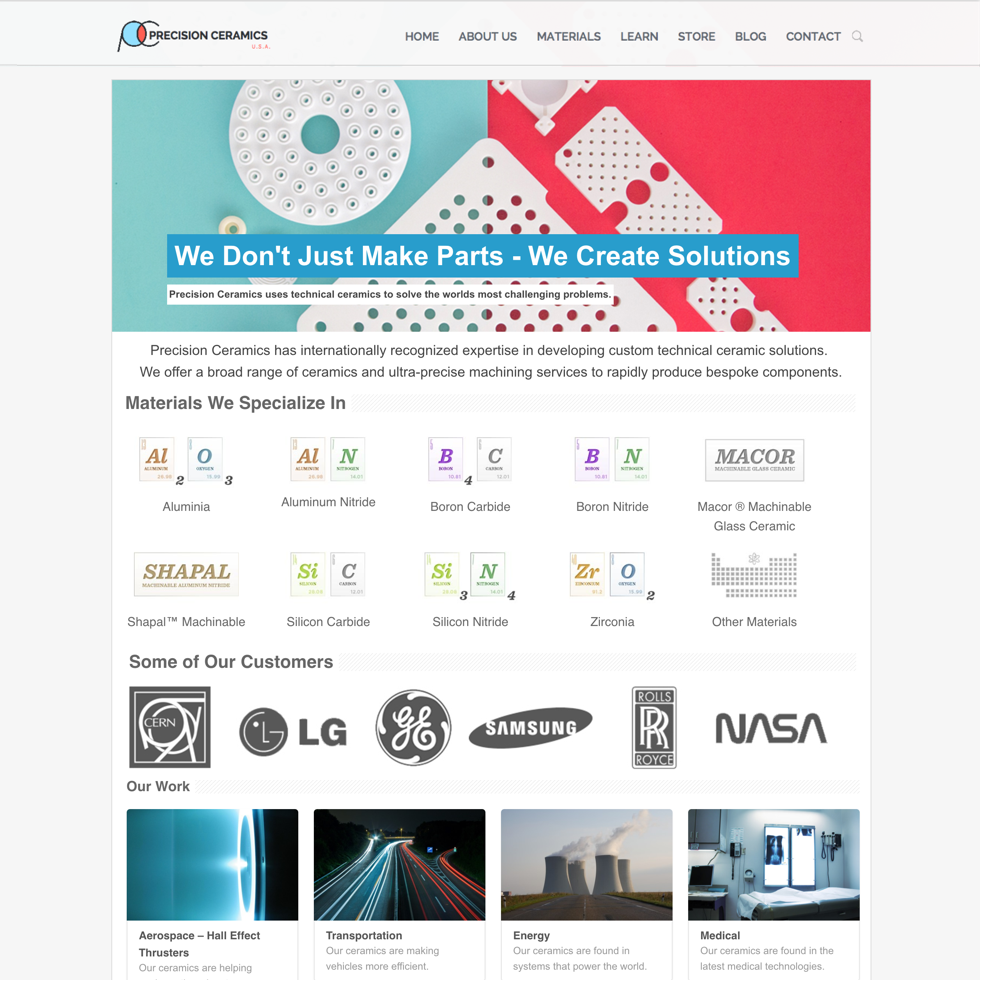 PRECISION CERAMICS
U.S.A.
HOME ABOUT US MATERIALS LEARN STORE BLOG CONTACT
We Don't Just Make Parts - We Create Solutions
Precision Ceramics uses technical ceramics to solve the worlds most challenging problems.
Precision Ceramics has internationally recognized expertise in developing custom technical ceramic solutions.
We offer a broad range of ceramics and ultra-precise machining services to rapidly produce bespoke components.
Materials We Specialize In
Al O Al N B C B N MACOR
ALUMINUM OXYGEN ALUMINUM NITROGEN BORON CARBON BORON NITROGEN MACHINABLE GLASS CERAMIC
26.98 15.99 26.98 14.01 10.81 12.01 10.81 14.01
2 3 4
Aluminia Aluminum Nitride Boron Carbide Boron Nitride Macor ® Machinable
Glass Ceramic
SHAPAL Si C Si N Zr O
MACHINABLE ALUMINUM NITRIDE SILICON CARBON SILICON NITROGEN ZIRCONIUM OXYGEN
28.09 12.01 28.09 14.01 91.2 15.99
3 4 2
Shapal™ Machinable Silicon Carbide Silicon Nitride Zirconia Other Materials
Some of Our Customers
CERN LG LG GE SAMSUNG ROLLS RR ROYCE NASA
Our Work
Aerospace – Hall Effect
Thrusters
Our ceramics are helping
Transportation
Our ceramics are making
vehicles more efficient.
Energy
Our ceramics are found in
systems that power the world.
Medical
Our ceramics are found in the
latest medical technologies.